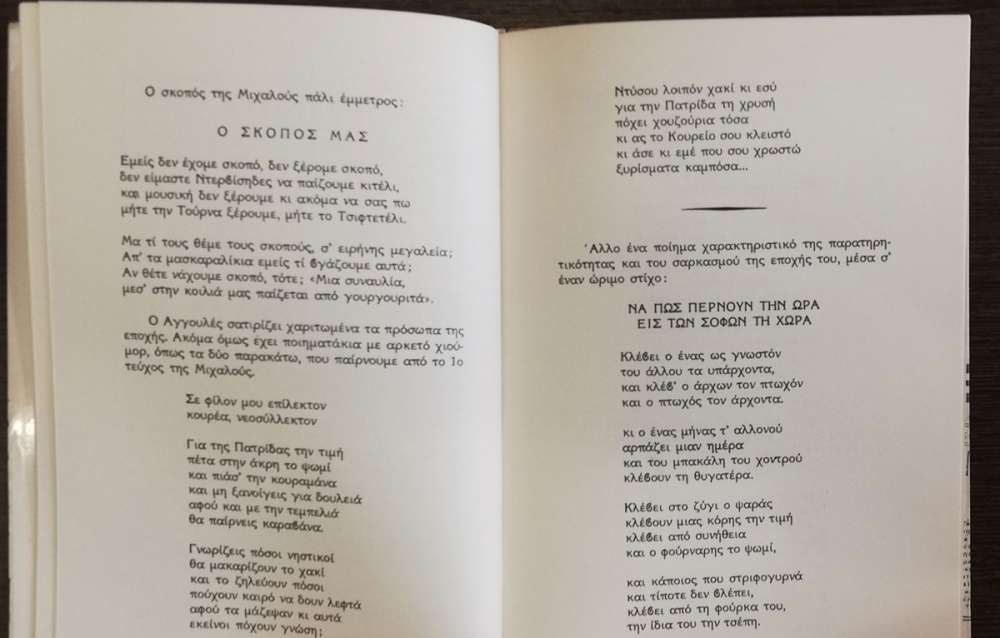 Ο σκοπός της Μιχαλούς πάλι έμμετρος:
Ο ΣΚΟΠΟΣ ΜΑΣ
Εμείς δεν έχομε σκοπό, δεν ξέρομε σκοπό,
δεν είμαστε Ντερβίσηδες να παίζουμε κιτέλι,
και μουσική δεν ξέρουμε κι ακόμα να σας πω
μήτε την Τούρνα ξέρουμε, μήτε το Τσιφτετέλι.
Μα τί τους θέμε τους σκοπούς, σ' ειρήνης μεγαλεία;
Απ' τα μασκαραλίκια εμείς τί βγάζουμε αυτά;
Αν θέτε νάχουμε σκοπό, τότε; «Μια συναυλία,
μεσ' στην κοιλιά μας παίζεται από γουργουριτά».
Ο Αγγουλές σατιρίζει χαριτωμένα τα πρόσωπα της
εποχής. Ακόμα όμως έχει ποιηματάκια με αρκετό χιού-
μορ, όπως τα δύο παρακάτω, που παίρνουμε από το 1ο
τεύχος της Μιχαλούς.
Σε φίλον μου επίλεκτον
κουρέα, νεοσύλλεκτον
Για της Πατρίδας την τιμή
πέτα στην άκρη το ψωμί
και πιάσ' την κουραμάνα
και μη ξανοίγεις για δουλειά
αφού και με την τεμπελιά
θα παίρνεις καραβάνα.
Γνωρίζεις πόσοι νηστικοί
θα μακαρίζουν το χακί
και το ζηλεύουν πόσοι
πούχουν καιρό να δουν λεφτά
αφού τα μάζεψαν κι αυτά
εκείνοι πόχουν γνώση;
Ντύσου λοιπόν χακί κι εσύ
για την Πατρίδα τη χρυσή
πόχει χουζούρια τόσα
κι ας το Κουρείο σου κλειστό
κι άσε κι εμέ που σου χρωστώ
ξυρίσματα καμπόσα...
Άλλο ένα ποίημα χαρακτηριστικό της παρατηρη-
τικότητας και του σαρκασμού της εποχής του, μέσα σ'
έναν ώριμο στίχο:
ΝΑ ΠΩΣ ΠΕΡΝΟΥΝ ΤΗΝ ΩΡΑ
ΕΙΣ ΤΩΝ ΣΟΦΩΝ ΤΗ ΧΩΡΑ
Κλέβει ο ένας ως γνωστόν
του άλλου τα υπάρχοντα,
και κλέβ' ο άρχων τον πτωχόν
και ο πτωχός τον άρχοντα.
κι ο ένας μήνας τ' αλλονού
αρπάζει μιαν ημέρα
και του μπακάλη του χοντρού
κλέβουν τη θυγατέρα.
Κλέβει στο ζύγι ο ψαράς
κλέβουν μιας κόρης την τιμή
κλέβει από συνήθεια
και ο φούρναρης το ψωμί,
και κάποιος που στριφογυρνά
και τίποτε δεν βλέπει,
κλέβει από τη φούρκα του,
την ίδια του την τσέπη.